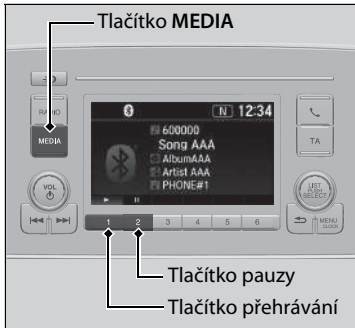 Tlačítko MEDIA
RADIO
MEDIA
N 12:34
600000
Song AAA
AlbumAAA
Artist AAA
PHONE#1
TA
VOL
LIST
PUSH
SELECT
1 2 3 4 5 6
MENU
CLOCK
Tlačítko pauzy
Tlačítko přehrávání